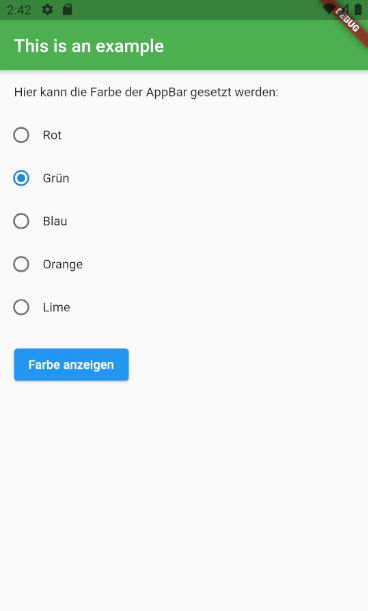 2:42
DEBUG
This is an example
Hier kann die Farbe der AppBar gesetzt werden:
Rot
Grün
Blau
Orange
Lime
Farbe anzeigen